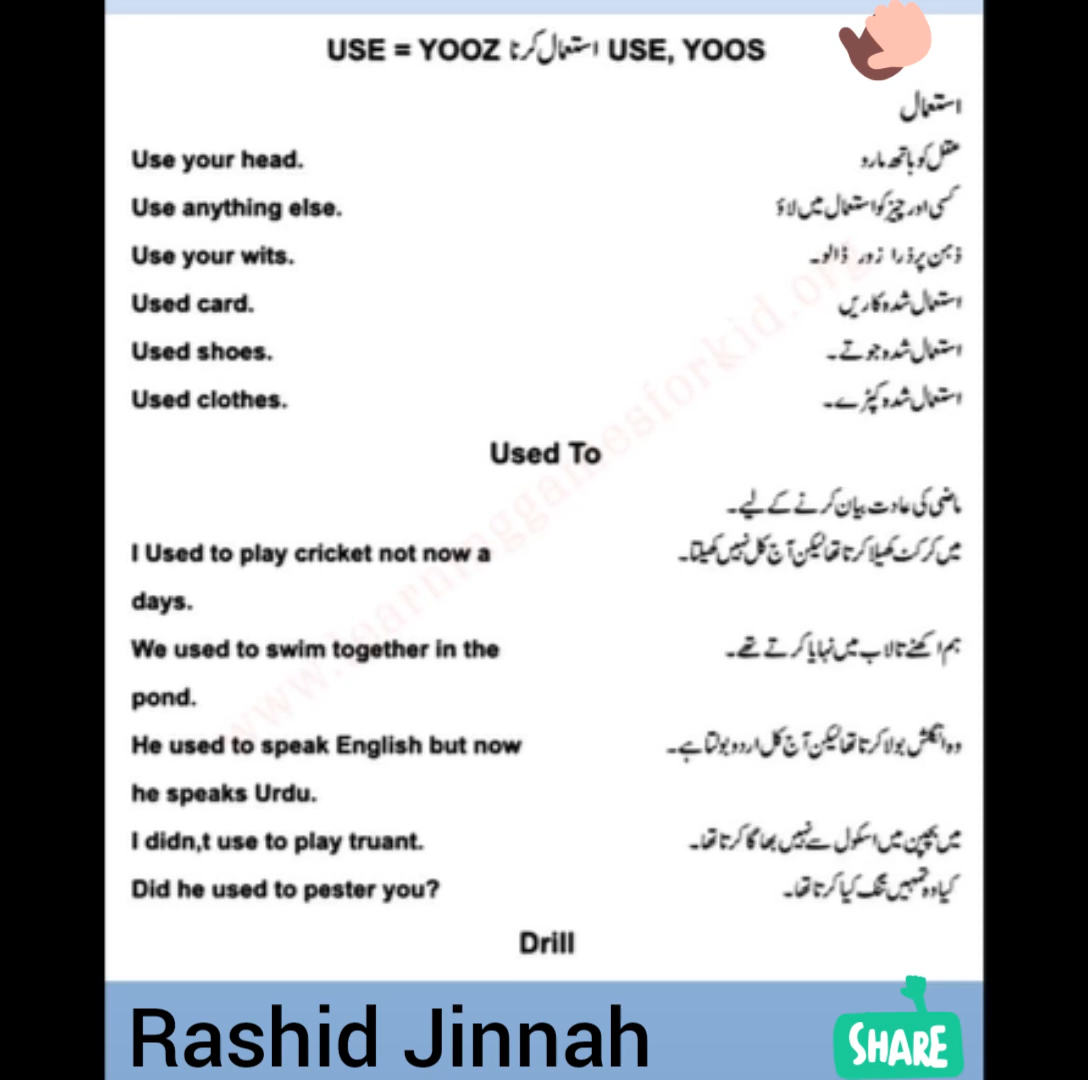 USE = YOOZ استعمال کرنا USE, YOOS
استعمال
Use your head. عقل کو ہاتھ مارو
Use anything else. کسی اور چیز کو استعمال میں لاؤ
Use your wits. ذہن پر ذرا زور ڈالو۔
Used card. استعمال شدہ کاریں
Used shoes. استعمال شدہ جوتے۔
Used clothes. استعمال شدہ کپڑے۔
Used To
ماضی کی عادت بیان کرنے کے لیے۔
I Used to play cricket not now a میں کرکٹ کھیلا کرتا تھا لیکن آج کل نہیں کھیلتا۔
days.
We used to swim together in the ہم اکھٹے تالاب میں نہایا کرتے تھے۔
pond.
He used to speak English but now وہ انگلش بولا کرتا تھا لیکن آج کل اردو بولتا ہے۔
he speaks Urdu.
I didn,t use to play truant. میں بچپن میں اسکول سے نہیں بھاگا کرتا تھا۔
Did he used to pester you? کیا وہ تمہیں تنگ کیا کرتا تھا۔
Drill
www.learningggamesforkid.org
Rashid Jinnah
SHARE